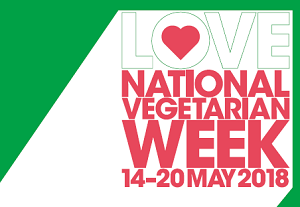 LOVE
NATIONAL
VEGETARIAN
WEEK
14-20 MAY 2018